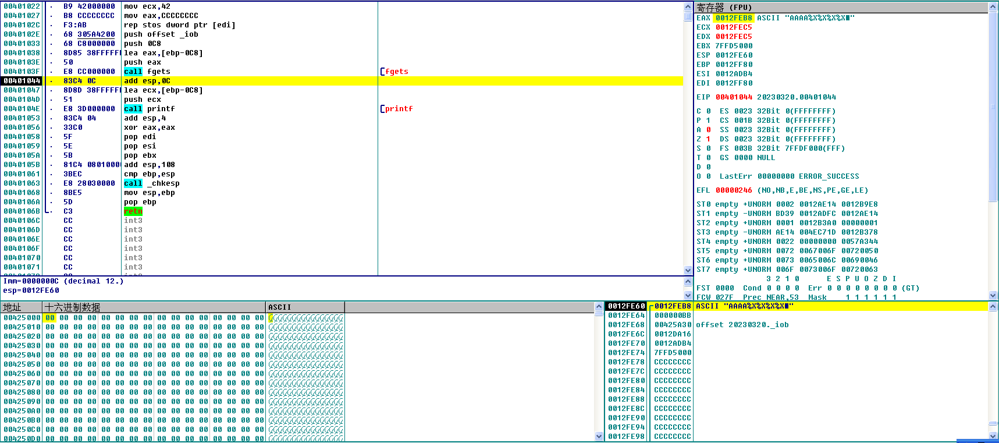 00401022 · B9 42000000 mov ecx,42
00401027 · B8 CCCCCCCC mov eax,CCCCCCCC
0040102C · F3:AB rep stos dword ptr [edi]
0040102E · 68 305A4200 push offset _iob
00401033 · 68 C8000000 push 0C8
00401038 · 8D85 38FFFFF lea eax,[ebp-0C8]
0040103E · 50 push eax
0040103F · E8 CC000000 call fgets [fgets
00401044 · 83C4 0C add esp,0C
00401047 · 8D8D 38FFFFF lea ecx,[ebp-0C8]
0040104D · 51 push ecx
0040104E · E8 3D000000 call printf [printf
00401053 · 83C4 04 add esp,4
00401056 · 33C0 xor eax,eax
00401058 · 5F pop edi
00401059 · 5E pop esi
0040105A · 5B pop ebx
0040105B · 81C4 0801000 add esp,108
00401061 · 3BEC cmp ebp,esp
00401063 · E8 28030000 call _chkesp
00401068 · 8BE5 mov esp,ebp
0040106A · 5D pop ebp
0040106B · C3 retn
0040106C CC int3
0040106D CC int3
0040106E CC int3
0040106F CC int3
00401070 CC int3
00401071 CC int3
Imm=0000000C (decimal 12.)
esp=0012FE60
寄存器 (FPU)
EAX 0012FEB8 ASCII "AAAA%X%X%X%X■"
ECX 0012FEC5
EDX 0012FEC5
EBX 7FFD5000
ESP 0012FE60
EBP 0012FF80
ESI 0012ADB4
EDI 0012FF80
EIP 00401044 20230320.00401044
C 0 ES 0023 32Bit 0(FFFFFFFF)
P 1 CS 001B 32Bit 0(FFFFFFFF)
A 0 SS 0023 32Bit 0(FFFFFFFF)
Z 1 DS 0023 32Bit 0(FFFFFFFF)
S 0 FS 003B 32Bit 7FFDF000(FFF)
T 0 GS 0000 NULL
D 0
O 0 LastErr 00000000 ERROR_SUCCESS
EFL 00000246 (NO,NB,E,BE,NS,PE,GE,LE)
ST0 empty +UNORM 0002 0012AE14 0012B9E8
ST1 empty -UNORM BD39 0012ADFC 0012AE14
ST2 empty +UNORM 0001 0012B3A0 00000001
ST3 empty -UNORM AE14 004EC71D 0012B378
ST4 empty +UNORM 0022 00000000 0057A344
ST5 empty +UNORM 0072 0067006F 00720050
ST6 empty +UNORM 0073 0065006C 00690046
ST7 empty +UNORM 006F 0073006F 00720063
3 2 1 0 E S P U O Z D I
FST 0000 Cond 0 0 0 0 Err 0 0 0 0 0 0 0 0 (GT)
FCW 027F Prec NEAR,53 Mask 1 1 1 1 1 1
地址 十六进制数据 ASCII
00425000 00 00 00 00 00 00 00 00 00 00 00 00 00 00 00 00
00425010 00 00 00 00 00 00 00 00 00 00 00 00 00 00 00 00
00425020 00 00 00 00 00 00 00 00 00 00 00 00 00 00 00 00
00425030 00 00 00 00 00 00 00 00 00 00 00 00 00 00 00 00
00425040 00 00 00 00 00 00 00 00 00 00 00 00 00 00 00 00
00425050 00 00 00 00 00 00 00 00 00 00 00 00 00 00 00 00
00425060 00 00 00 00 00 00 00 00 00 00 00 00 00 00 00 00
00425070 00 00 00 00 00 00 00 00 00 00 00 00 00 00 00 00
00425080 00 00 00 00 00 00 00 00 00 00 00 00 00 00 00 00
00425090 00 00 00 00 00 00 00 00 00 00 00 00 00 00 00 00
004250A0 00 00 00 00 00 00 00 00 00 00 00 00 00 00 00 00
004250B0 00 00 00 00 00 00 00 00 00 00 00 00 00 00 00 00
004250C0 00 00 00 00 00 00 00 00 00 00 00 00 00 00 00 00
004250D0 00 00 00 00 00 00 00 00 00 00 00 00 00 00 00 00
0012FE60 0012FEB8 ASCII "AAAA%X%X%X%X■"
0012FE64 000000BB
0012FE68 00425A30 offset 20230320._iob
0012FE6C 0012DA16
0012FE70 0012ADB4
0012FE74 7FFD5000
0012FE78 CCCCCCCC
0012FE7C CCCCCCCC
0012FE80 CCCCCCCC
0012FE84 CCCCCCCC
0012FE88 CCCCCCCC
0012FE8C CCCCCCCC
0012FE90 CCCCCCCC
0012FE94 CCCCCCCC
0012FE98 CCCCCCCC